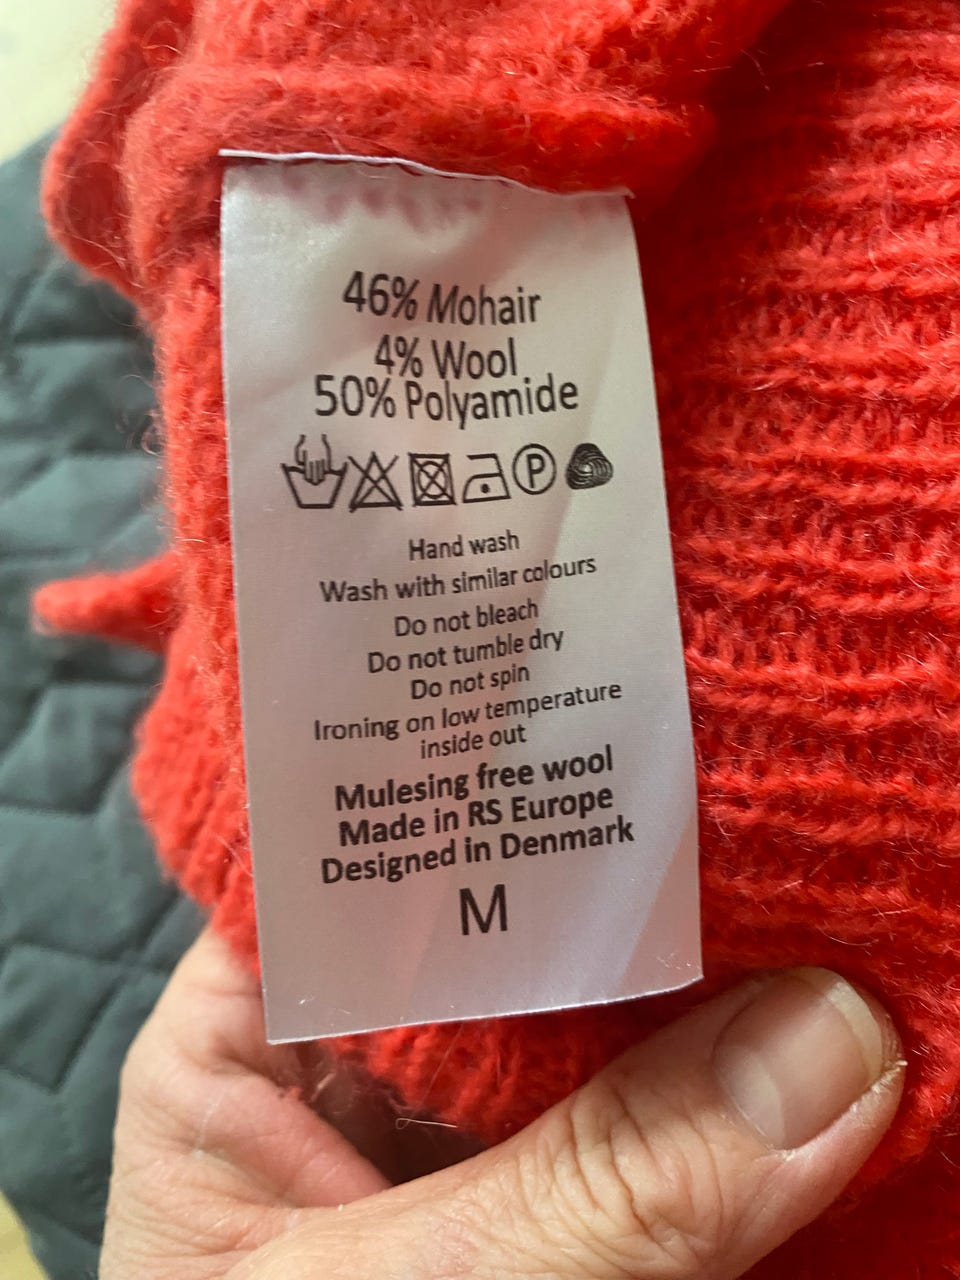 46% Mohair
4% Wool
50% Polyamide
P
Hand wash
Wash with similar colours
Do not bleach
Do not tumble dry
Do not spin
Ironing on low temperature
inside out
Mulesing free wool
Made in RS Europe
Designed in Denmark
M